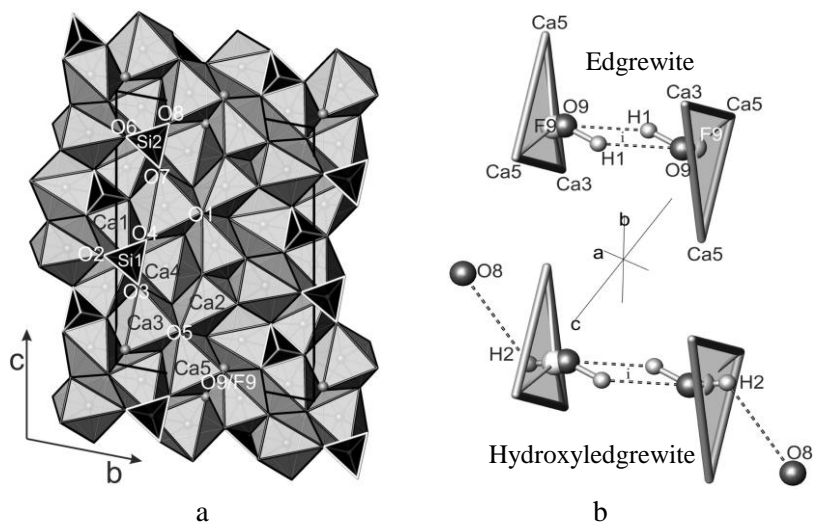 O6
O8
Si2
O7
O1
Ca1
O4
O2
Si1
Ca4
O3
Ca2
Ca3
O5
Ca5
O9/F9
c
b
a
Ca5
Edgrewite
O9
F9
H1
Ca3
Ca5
F9
H1
O9
Ca5
Ca3
Ca5
i
b
a
c
O8
H2
i
H2
Hydroxyledgrewite
O8
b